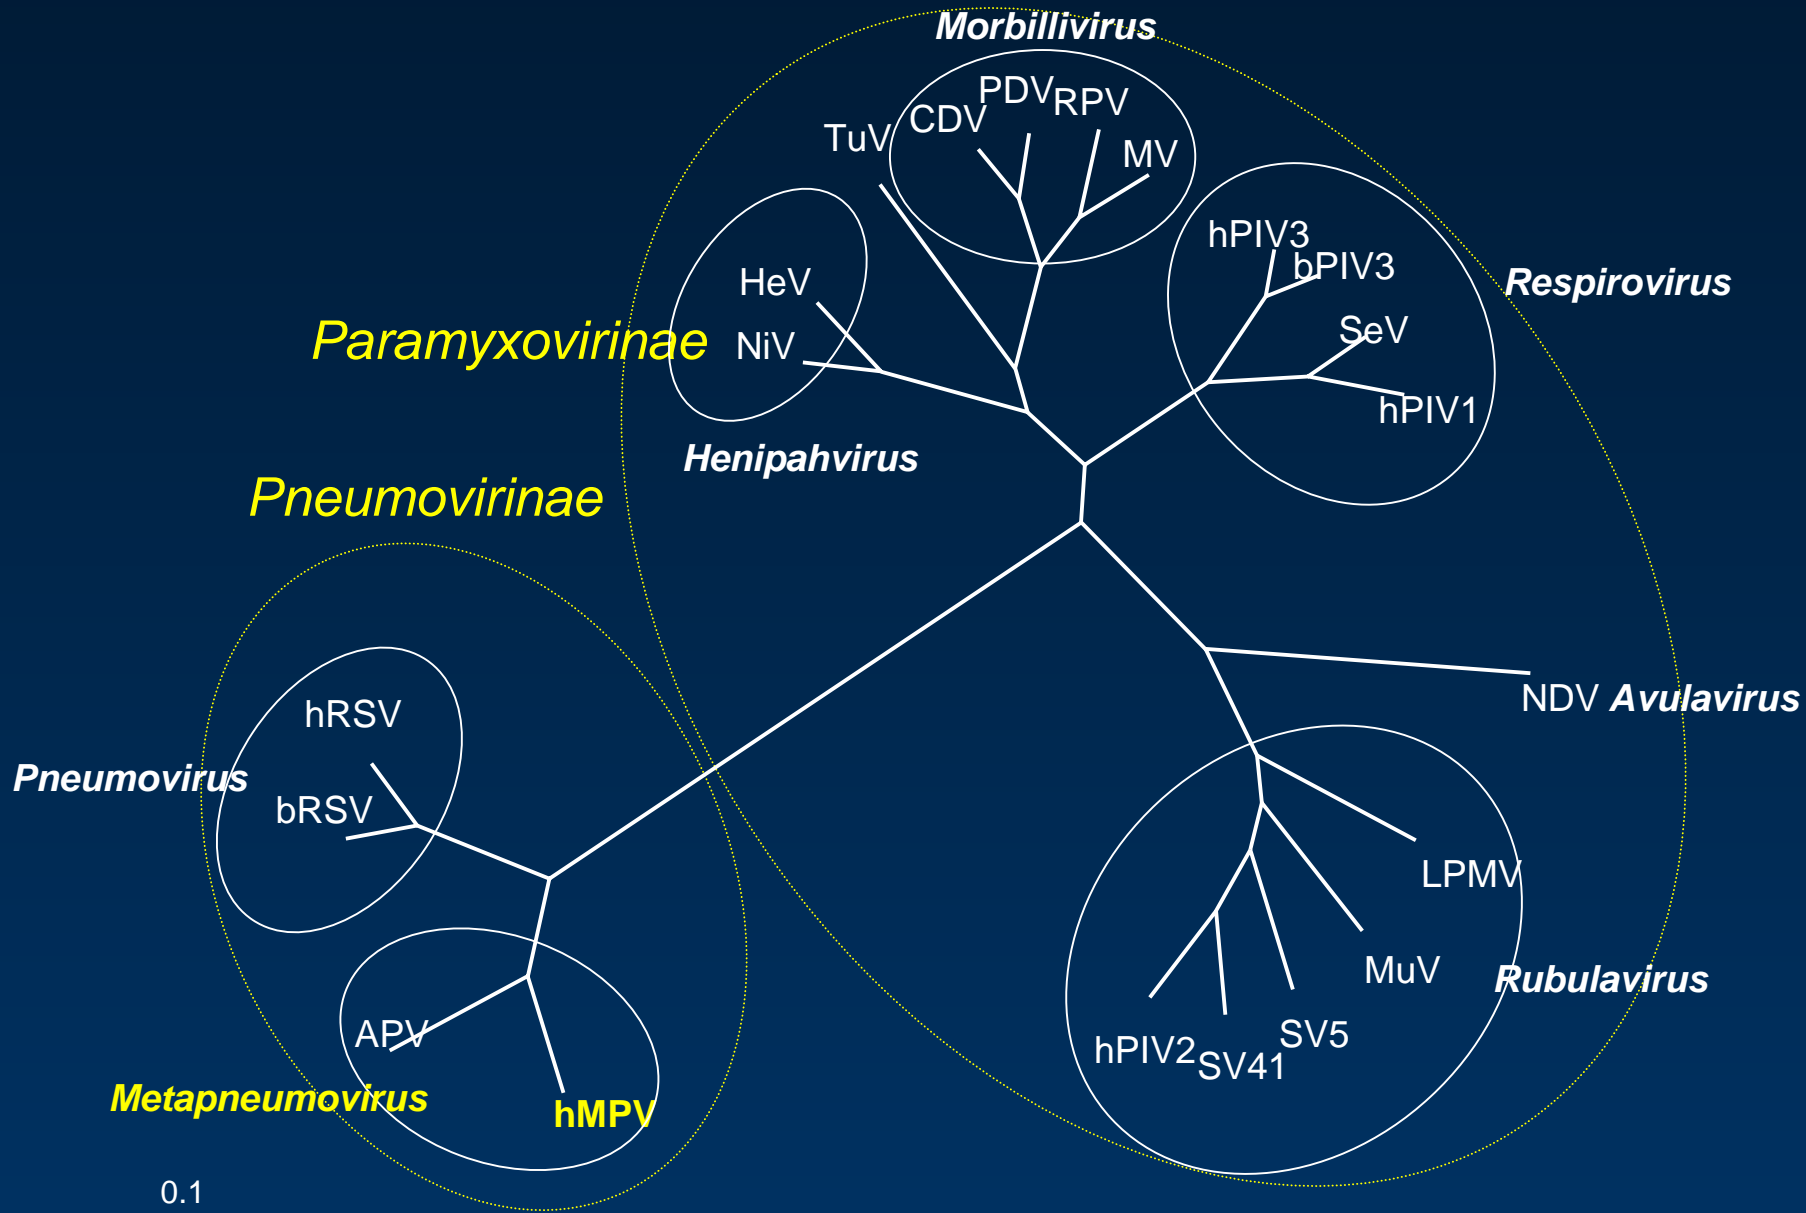 Morbillivirus
PDV
RPV
CDV
TuV
MV
hPIV3
bPIV3
Respirovirus
HeV
SeV
Paramyxovirinae
NiV
hPIV1
Henipahvirus
Pneumovirinae
NDV Avulavirus
hRSV
Pneumovirus
bRSV
LPMV
MuV
Rubulavirus
APV
SV5
hPIV2
SV41
Metapneumovirus
hMPV
0.1